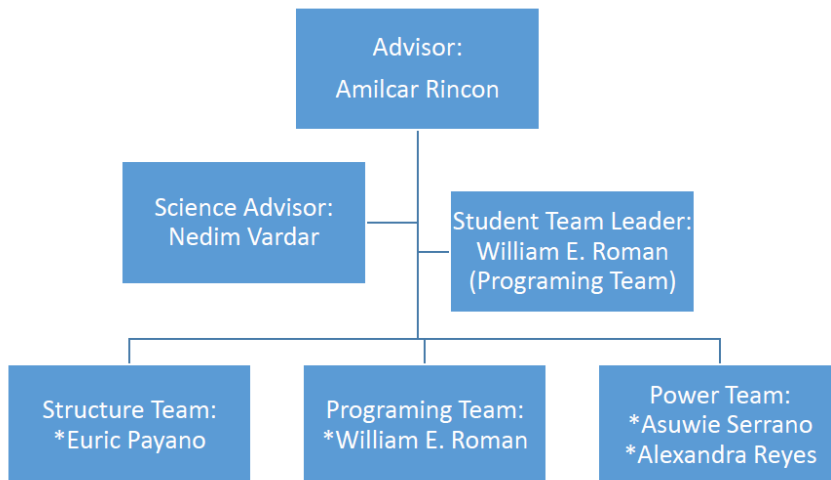 Advisor:
Amilcar Rincon
Science Advisor:
Nedim Vardar
Student Team Leader:
William E. Roman
(Programing Team)
Structure Team:
*Euric Payano
Programing Team:
*William E. Roman
Power Team:
*Asuwie Serrano
*Alexandra Reyes